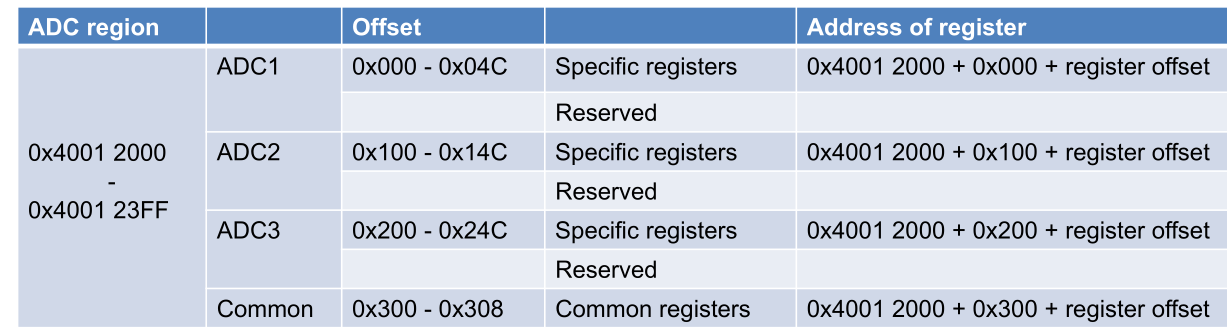 ADC region Offset Address of register
ADC1 0x000 - 0x04C Specific registers 0x4001 2000 + 0x000 + register offset
Reserved
0x4001 2000
-
0x4001 23FF
ADC2 0x100 - 0x14C Specific registers 0x4001 2000 + 0x100 + register offset
Reserved
ADC3 0x200 - 0x24C Specific registers 0x4001 2000 + 0x200 + register offset
Reserved
Common 0x300 - 0x308 Common registers 0x4001 2000 + 0x300 + register offset